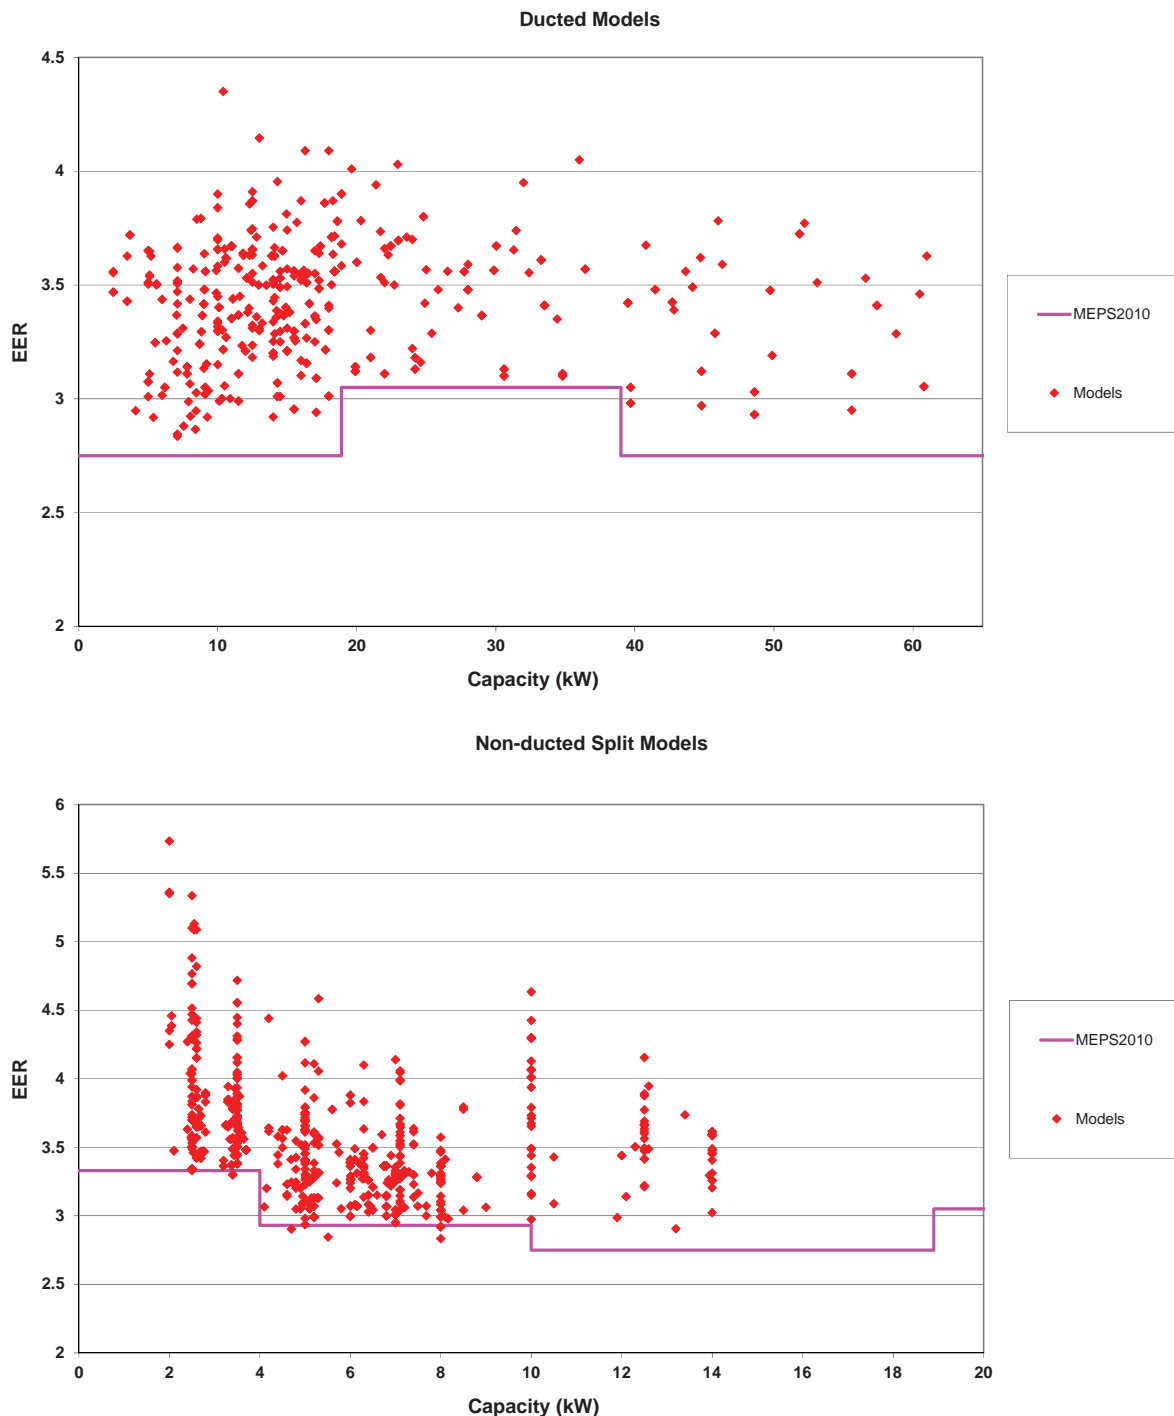 Ducted Models
4.5
4
3.5
3
2.5
2
EER
0 10 20 30 40 50 60
Capacity (kW)
MEPS2010
Models
Non-ducted Split Models
6
5.5
5
4.5
4
3.5
3
2.5
2
EER
0 2 4 6 8 10 12 14 16 18 20
Capacity (kW)
MEPS2010
Models